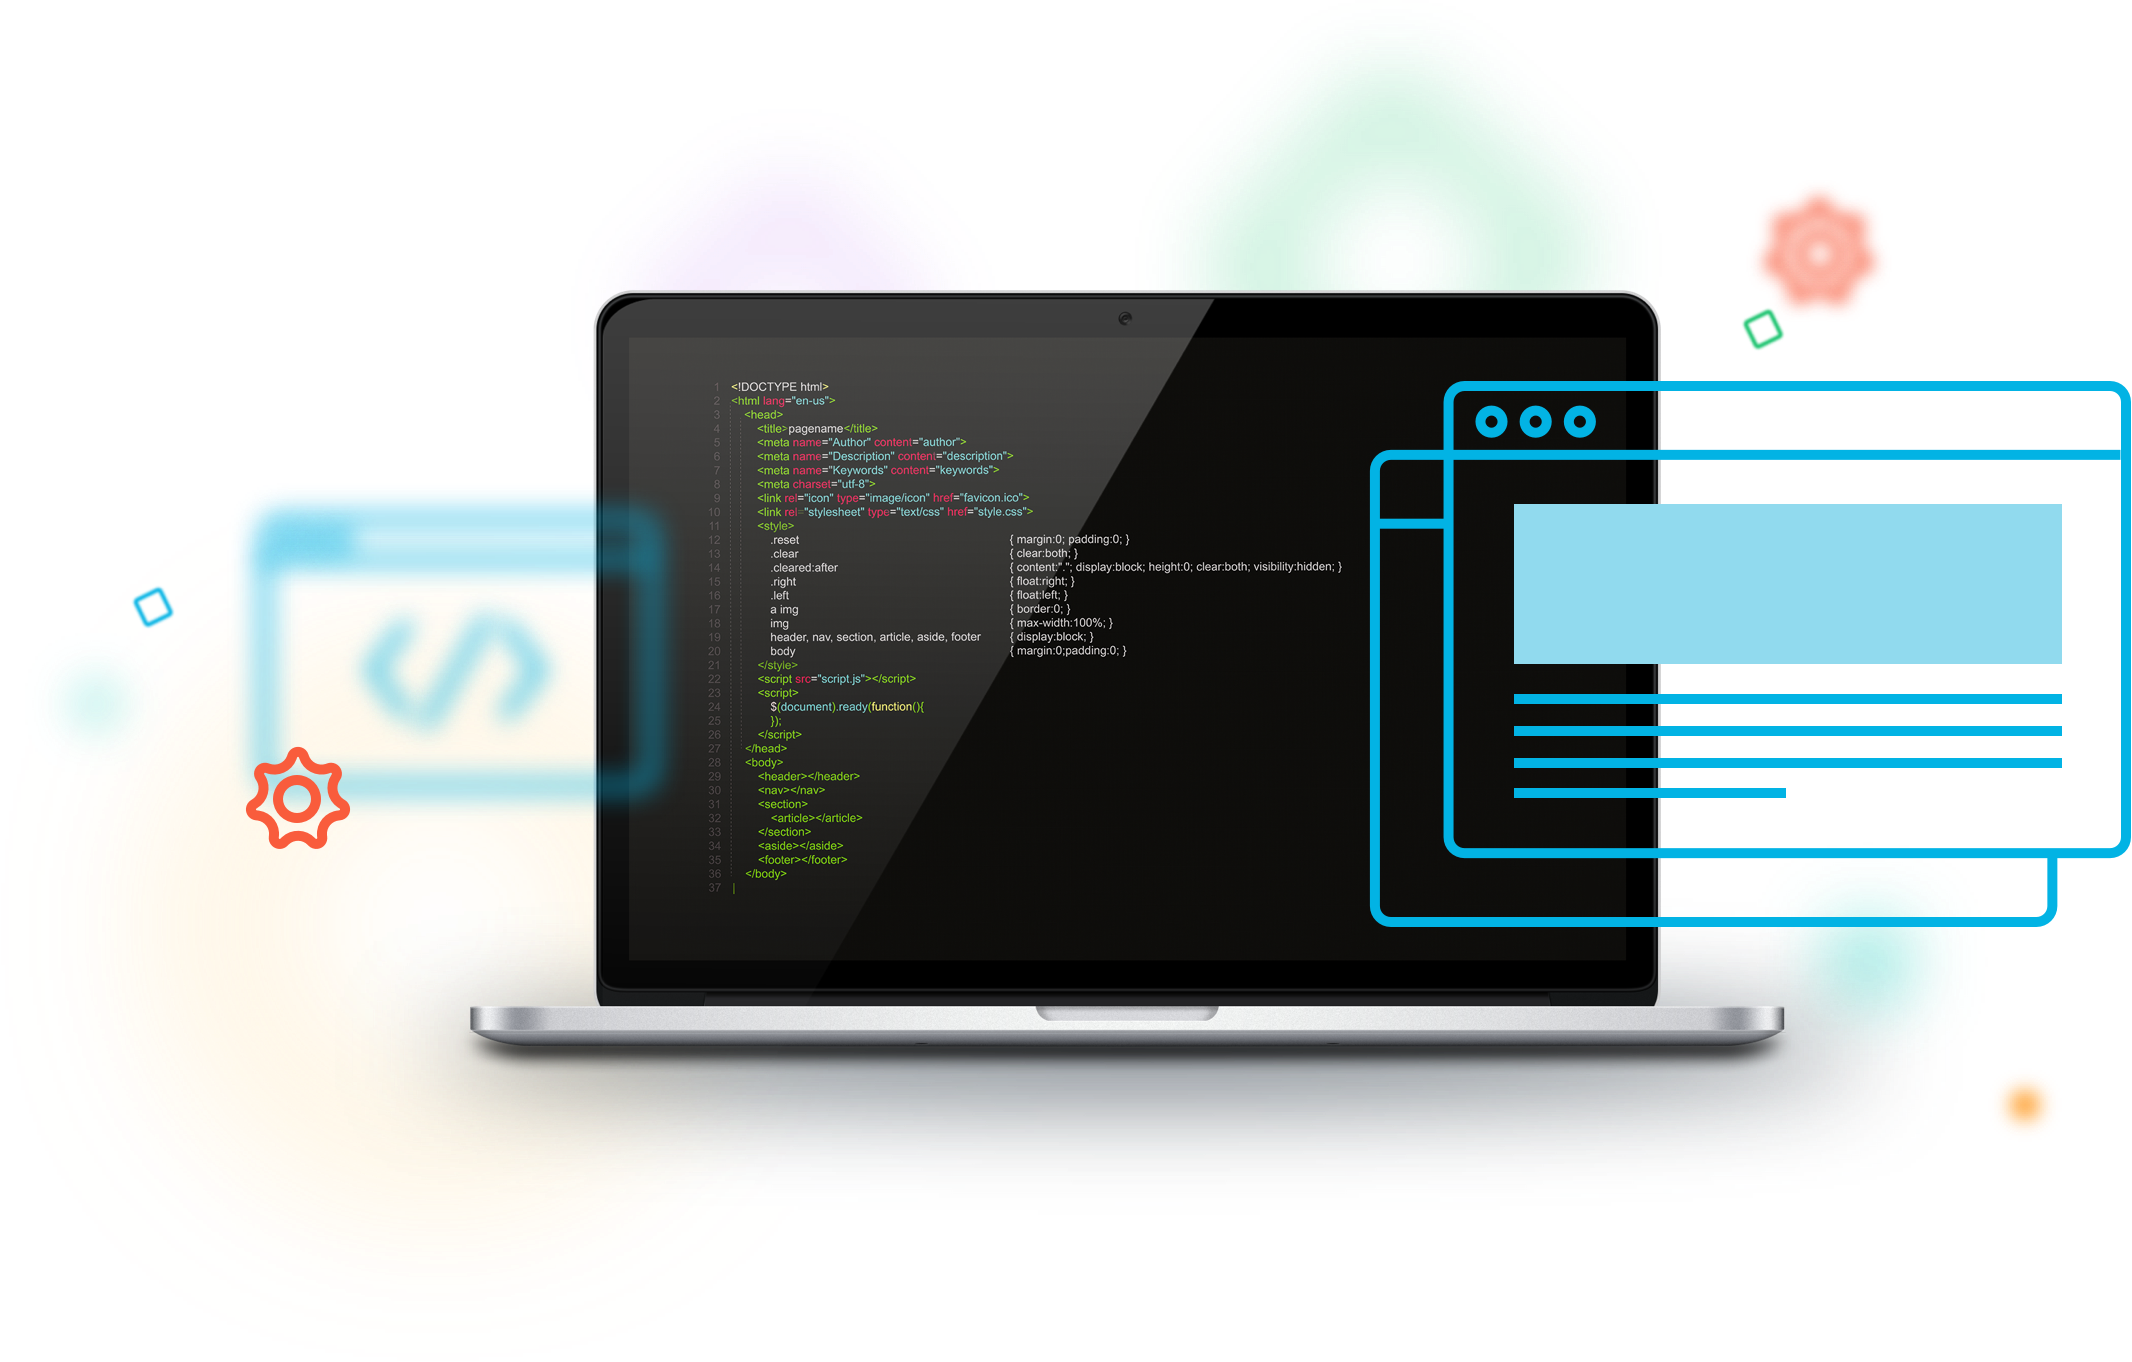 1 <!DOCTYPE html>
2 <html lang="en-us">
3 <head>
4 <title>pagename</title>
5 <meta name="Author" content="author">
6 <meta name="Description" content="description">
7 <meta name="Keywords" content="keywords">
8 <meta charset="utf-8">
9 <link rel="icon" type="image/icon" href="favicon.ico">
10 <link rel="stylesheet" type="text/css" href="style.css">
11 <style>
12 .reset { margin:0; padding:0; }
13 .clear { clear:both; }
14 .cleared:after { content:"."; display:block; height:0; clear:both; visibility:hidden; }
15 .right { float:right; }
16 .left { float:left; }
17 a img { border:0; }
18 img { max-width:100%; }
19 header, nav, section, article, aside, footer { display:block; }
20 body { margin:0;padding:0; }
21 </style>
22 <script src="script.js"></script>
23 <script>
24 $(document).ready(function(){
25 });
26 </script>
27 </head>
28 <body>
29 <header></header>
30 <nav></nav>
31 <section>
32 <article></article>
33 </section>
34 <aside></aside>
35 <footer></footer>
36 </body>
37 |
</>